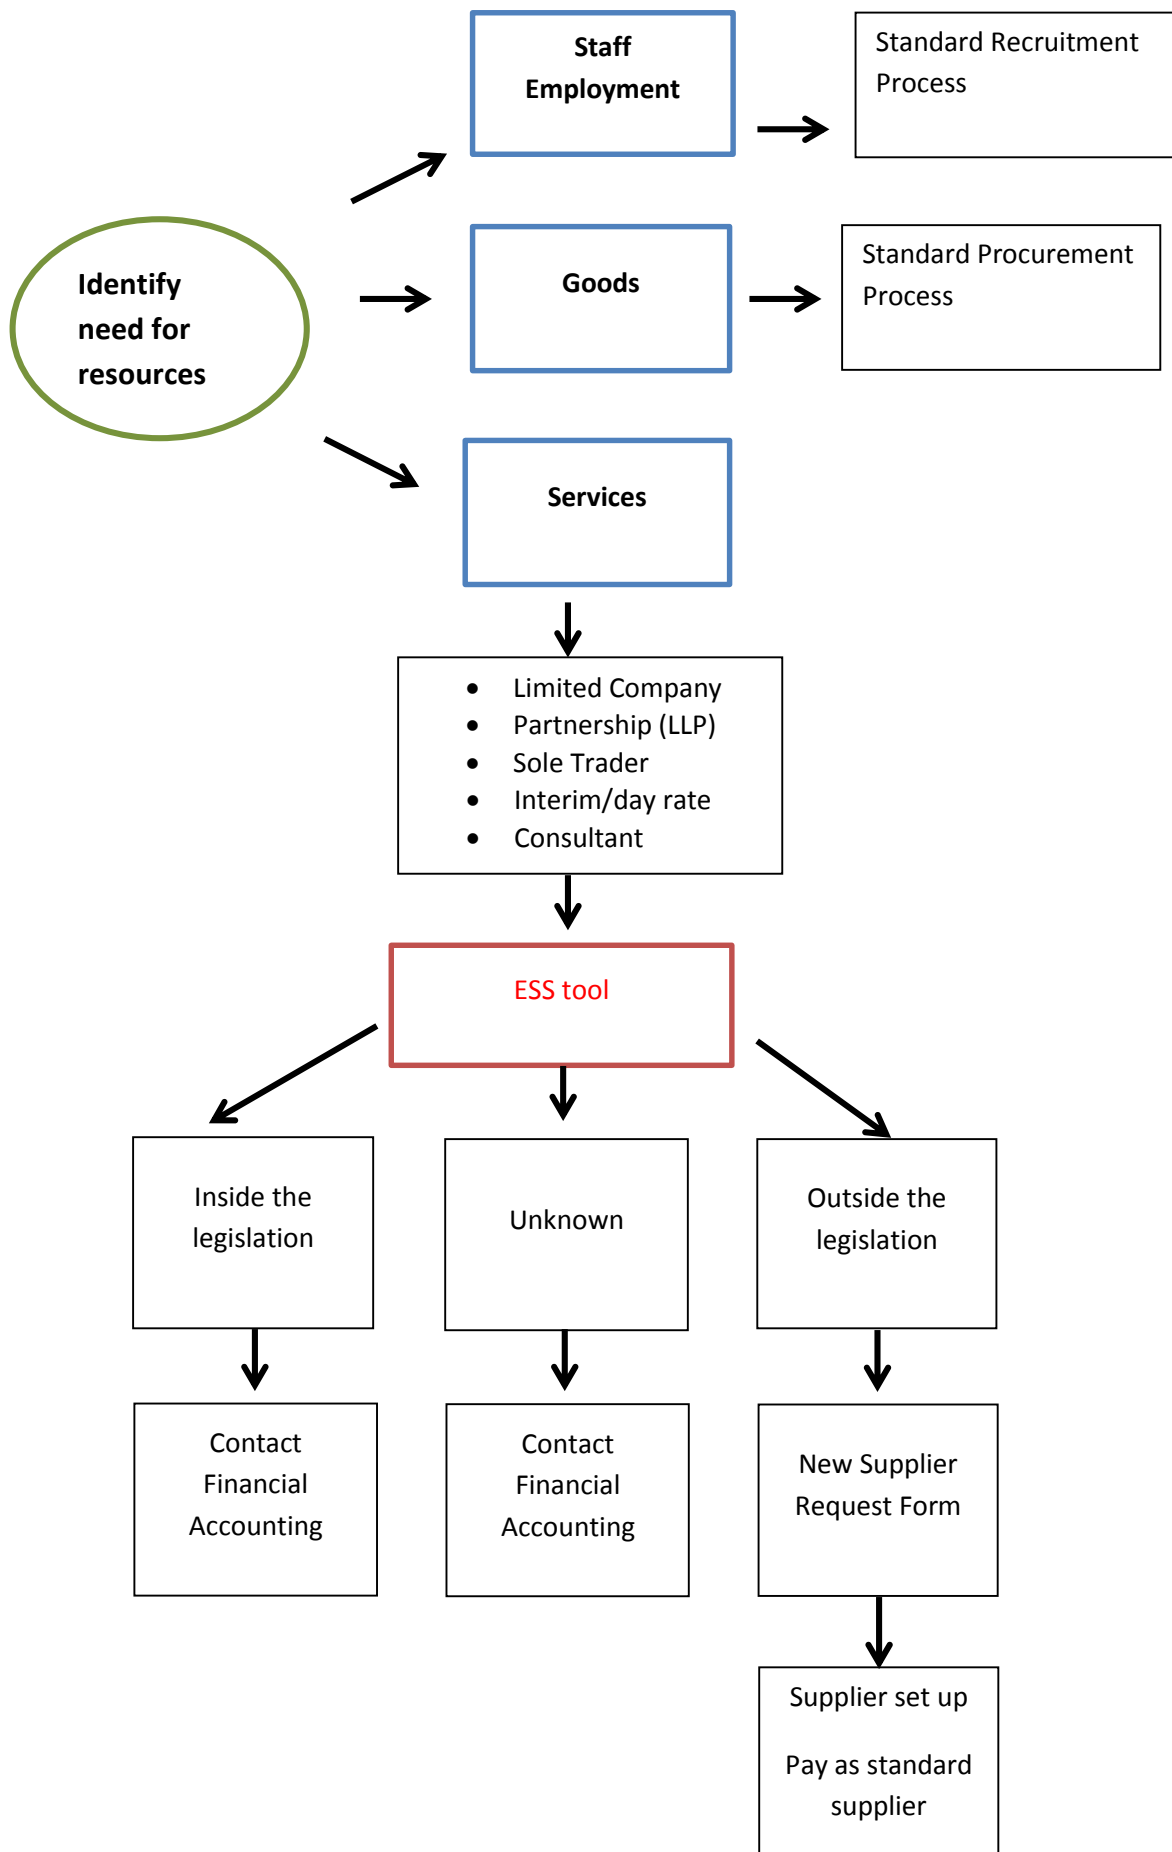 Staff
Employment
Standard Recruitment
Process
Identify
need for
resources
Goods
Standard Procurement
Process
Services
• Limited Company
• Partnership (LLP)
• Sole Trader
• Interim/day rate
• Consultant
ESS tool
Inside the
legislation
Unknown
Outside the
legislation
Contact
Financial
Accounting
Contact
Financial
Accounting
New Supplier
Request Form
Supplier set up
Pay as standard
supplier